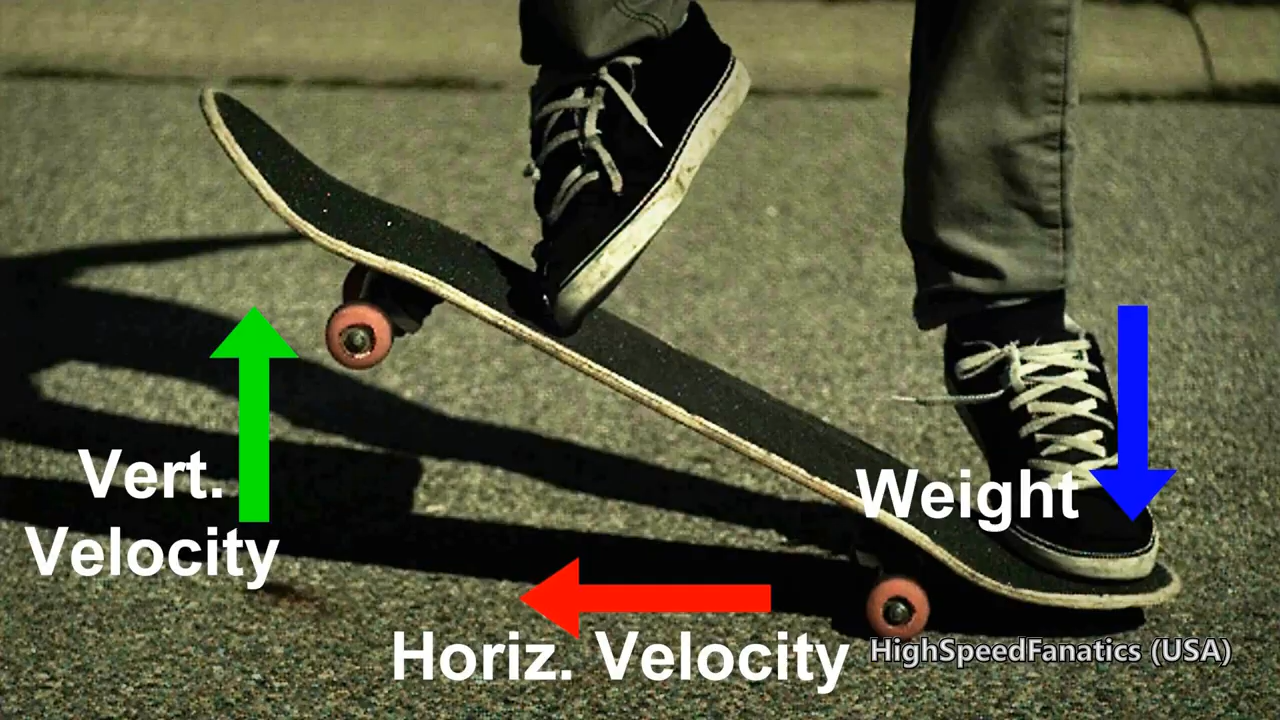 Vert.
Velocity
Weight
Horiz. Velocity
HighSpeedFanatics (USA)